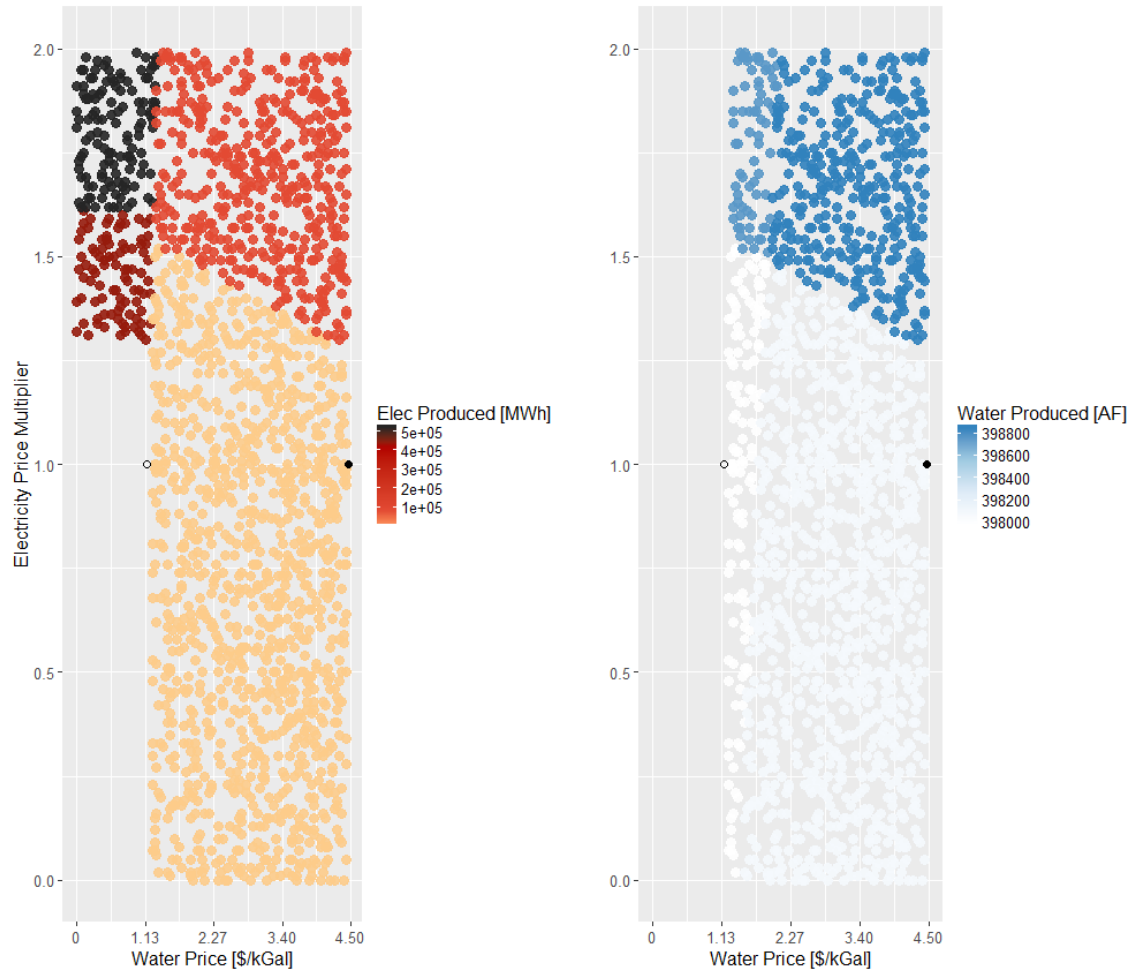 Electricity Price Multiplier
2.0
1.5
1.0
0.5
0.0
0 1.13 2.27 3.40 4.50
Water Price [$/kGal]
Elec Produced [MWh]
5e+05
4e+05
3e+05
2e+05
1e+05
2.0
1.5
1.0
0.5
0.0
0 1.13 2.27 3.40 4.50
Water Price [$/kGal]
Water Produced [AF]
398800
398600
398400
398200
398000